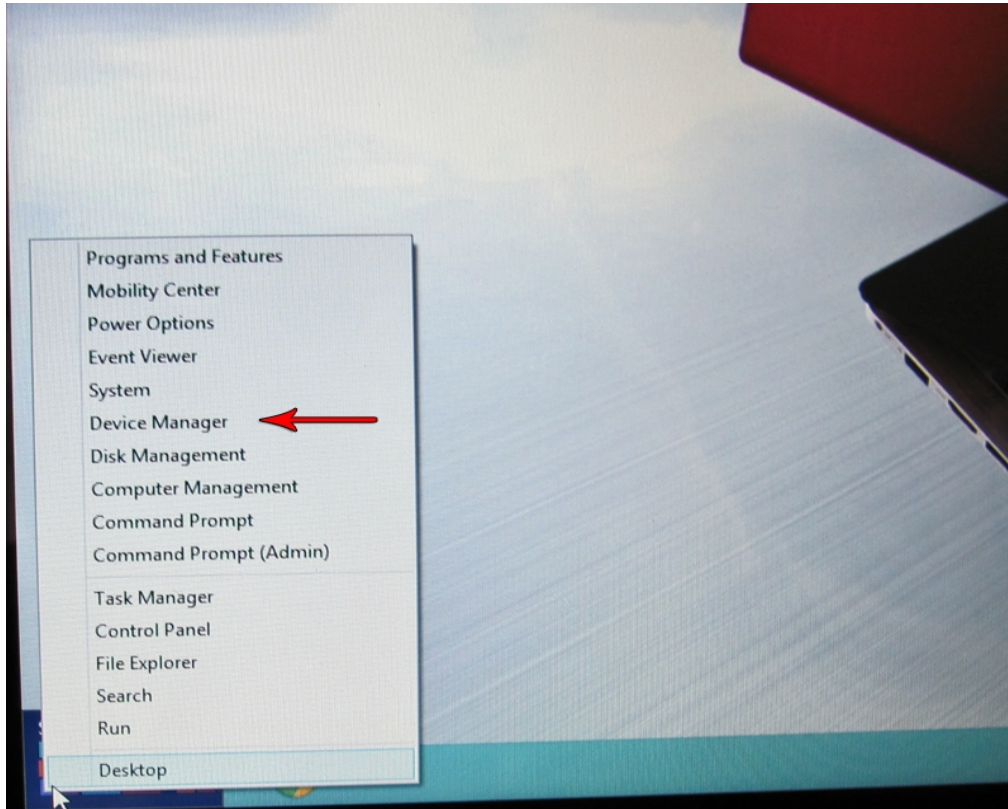 Programs and Features
Mobility Center
Power Options
Event Viewer
System
Device Manager
Disk Management
Computer Management
Command Prompt
Command Prompt (Admin)
Task Manager
Control Panel
File Explorer
Search
Run
Desktop